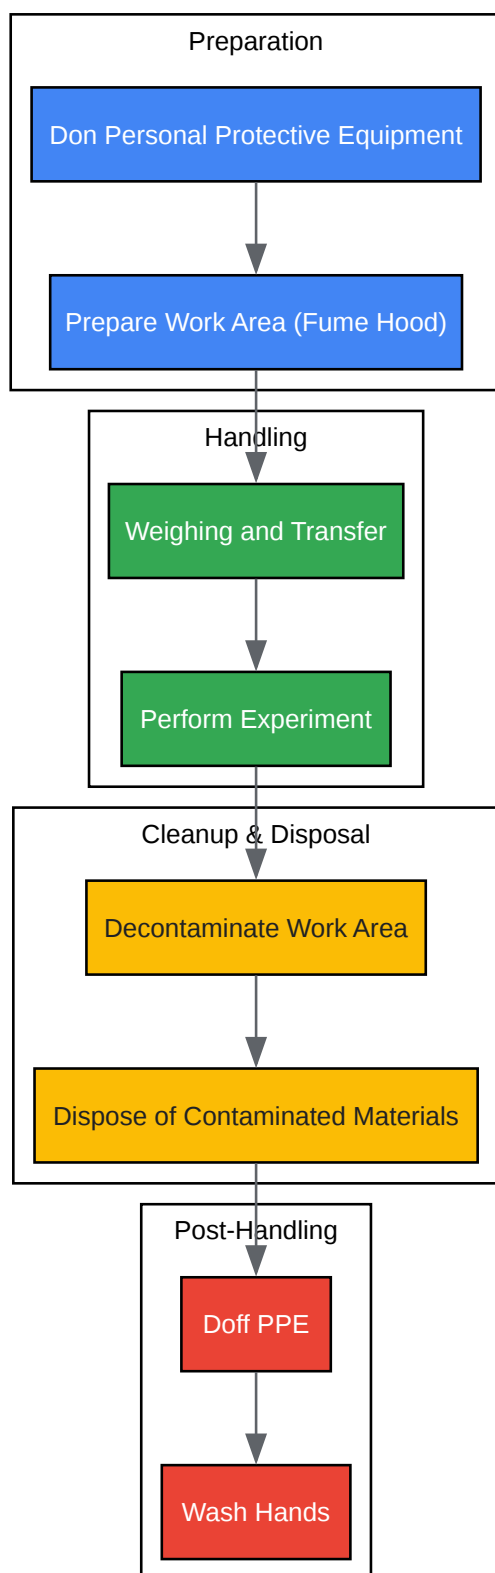 Preparation
Don Personal Protective Equipment
Prepare Work Area (Fume Hood)
Handling
Weighing and Transfer
Perform Experiment
Cleanup & Disposal
Decontaminate Work Area
Dispose of Contaminated Materials
Post-Handling
Doff PPE
Wash Hands